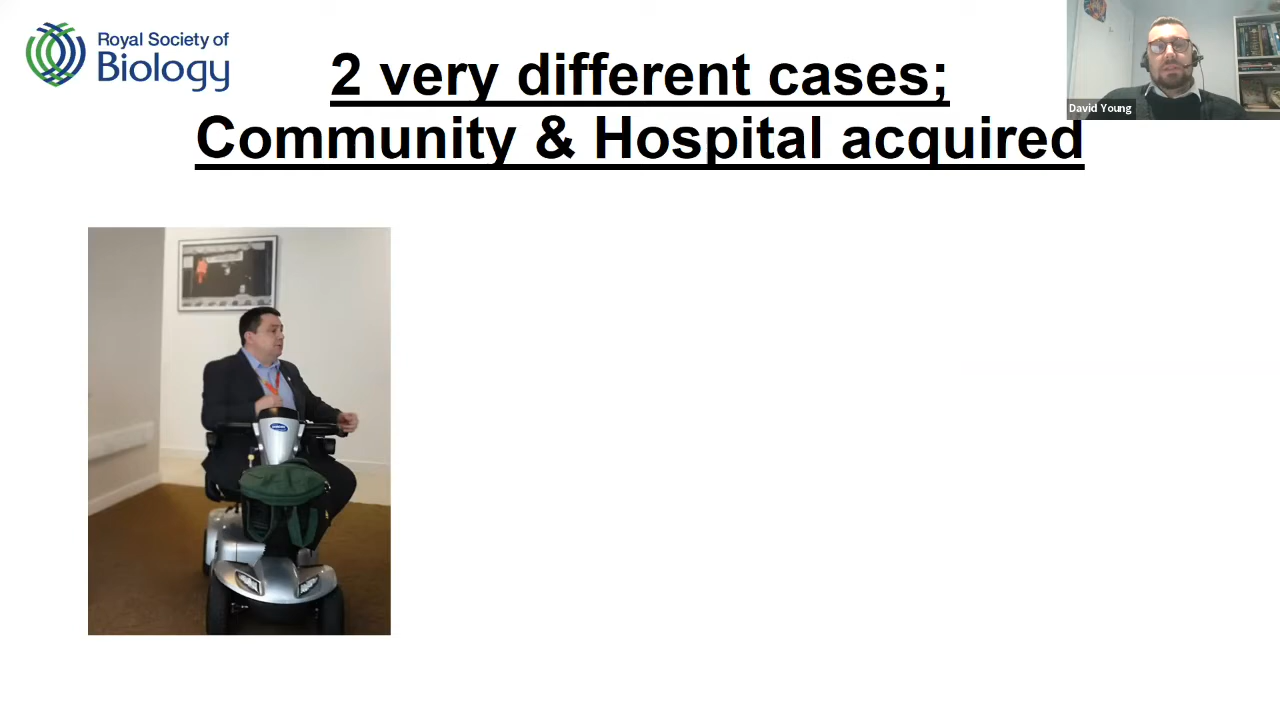 Royal Society of
Biology
2 very different cases;
Community & Hospital acquired
David Young